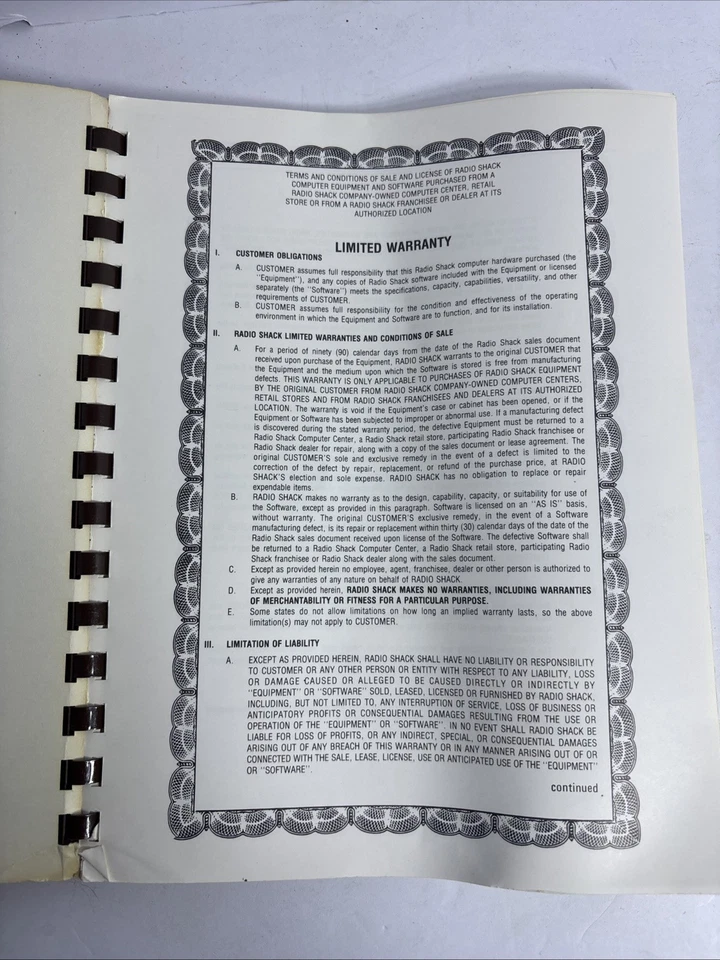 TERMS AND CONDITIONS OF SALE AND LICENSE OF RADIO SHACK
COMPUTER EQUIPMENT AND SOFTWARE PURCHASED FROM A
RADIO SHACK COMPANY-OWNED COMPUTER CENTER, RETAIL
STORE OR FROM A RADIO SHACK FRANCHISEE OR DEALER AT ITS
AUTHORIZED LOCATION
LIMITED WARRANTY
I. CUSTOMER OBLIGATIONS
A. CUSTOMER assumes full responsibility that this Radio Shack computer hardware purchased (the
"Equipment"), and any copies of Radio Shack software included with the Equipment or licensed
separately (the "Software") meets the specifications, capacity, capabilities, versatility, and other
requirements of CUSTOMER.
B. CUSTOMER assumes full responsibility for the condition and effectiveness of the operating
environment in which the Equipment and Software are to function, and for its installation.
II. RADIO SHACK LIMITED WARRANTIES AND CONDITIONS OF SALE
A. For a period of ninety (90) calendar days from the date of the Radio Shack sales document
received upon purchase of the Equipment, RADIO SHACK warrants to the original CUSTOMER that
the Equipment and the medium upon which the Software is stored is free from manufacturing
defects. THIS WARRANTY IS ONLY APPLICABLE TO PURCHASES OF RADIO SHACK EQUIPMENT
BY THE ORIGINAL CUSTOMER FROM RADIO SHACK COMPANY-OWNED COMPUTER CENTERS,
RETAIL STORES AND FROM RADIO SHACK FRANCHISEES AND DEALERS AT ITS AUTHORIZED
LOCATION. The warranty is void if the Equipment's case or cabinet has been opened, or if the
Equipment or Software has been subjected to improper or abnormal use. If a manufacturing defect
is discovered during the stated warranty period, the defective Equipment must be returned to a
Radio Shack Computer Center, a Radio Shack retail store, participating Radio Shack franchisee or
Radio Shack dealer for repair, along with a copy of the sales document or lease agreement. The
original CUSTOMER'S sole and exclusive remedy in the event of a defect is limited to the
correction of the defect by repair, replacement, or refund of the purchase price, at RADIO
SHACK'S election and sole expense. RADIO SHACK has no obligation to replace or repair
expendable items.
B. RADIO SHACK makes no warranty as to the design, capability, capacity, or suitability for use of
the Software, except as provided in this paragraph. Software is licensed on an "AS IS" basis,
without warranty. The original CUSTOMER'S exclusive remedy, in the event of a Software
manufacturing defect, is its repair or replacement within thirty (30) calendar days of the date of the
Radio Shack sales document received upon license of the Software. The defective Software shall
be returned to a Radio Shack Computer Center, a Radio Shack retail store, participating Radio
Shack franchisee or Radio Shack dealer along with the sales document.
C. Except as provided herein no employee, agent, franchisee, dealer or other person is authorized to
give any warranties of any nature on behalf of RADIO SHACK.
D. Except as provided herein, RADIO SHACK MAKES NO WARRANTIES, INCLUDING WARRANTIES
OF MERCHANTABILITY OR FITNESS FOR A PARTICULAR PURPOSE.
E. Some states do not allow limitations on how long an implied warranty lasts, so the above
limitation(s) may not apply to CUSTOMER.
III. LIMITATION OF LIABILITY
A. EXCEPT AS PROVIDED HEREIN, RADIO SHACK SHALL HAVE NO LIABILITY OR RESPONSIBILITY
TO CUSTOMER OR ANY OTHER PERSON OR ENTITY WITH RESPECT TO ANY LIABILITY, LOSS
OR DAMAGE CAUSED OR ALLEGED TO BE CAUSED DIRECTLY OR INDIRECTLY BY
"EQUIPMENT" OR "SOFTWARE" SOLD, LEASED, LICENSED OR FURNISHED BY RADIO SHACK,
INCLUDING, BUT NOT LIMITED TO, ANY INTERRUPTION OF SERVICE, LOSS OF BUSINESS OR
ANTICIPATORY PROFITS OR CONSEQUENTIAL DAMAGES RESULTING FROM THE USE OR
OPERATION OF THE "EQUIPMENT" OR "SOFTWARE". IN NO EVENT SHALL RADIO SHACK BE
LIABLE FOR LOSS OF PROFITS, OR ANY INDIRECT, SPECIAL, OR CONSEQUENTIAL DAMAGES
ARISING OUT OF ANY BREACH OF THIS WARRANTY OR IN ANY MANNER ARISING OUT OF OR
CONNECTED WITH THE SALE, LEASE, LICENSE, USE OR ANTICIPATED USE OF THE "EQUIPMENT"
OR "SOFTWARE".
continued